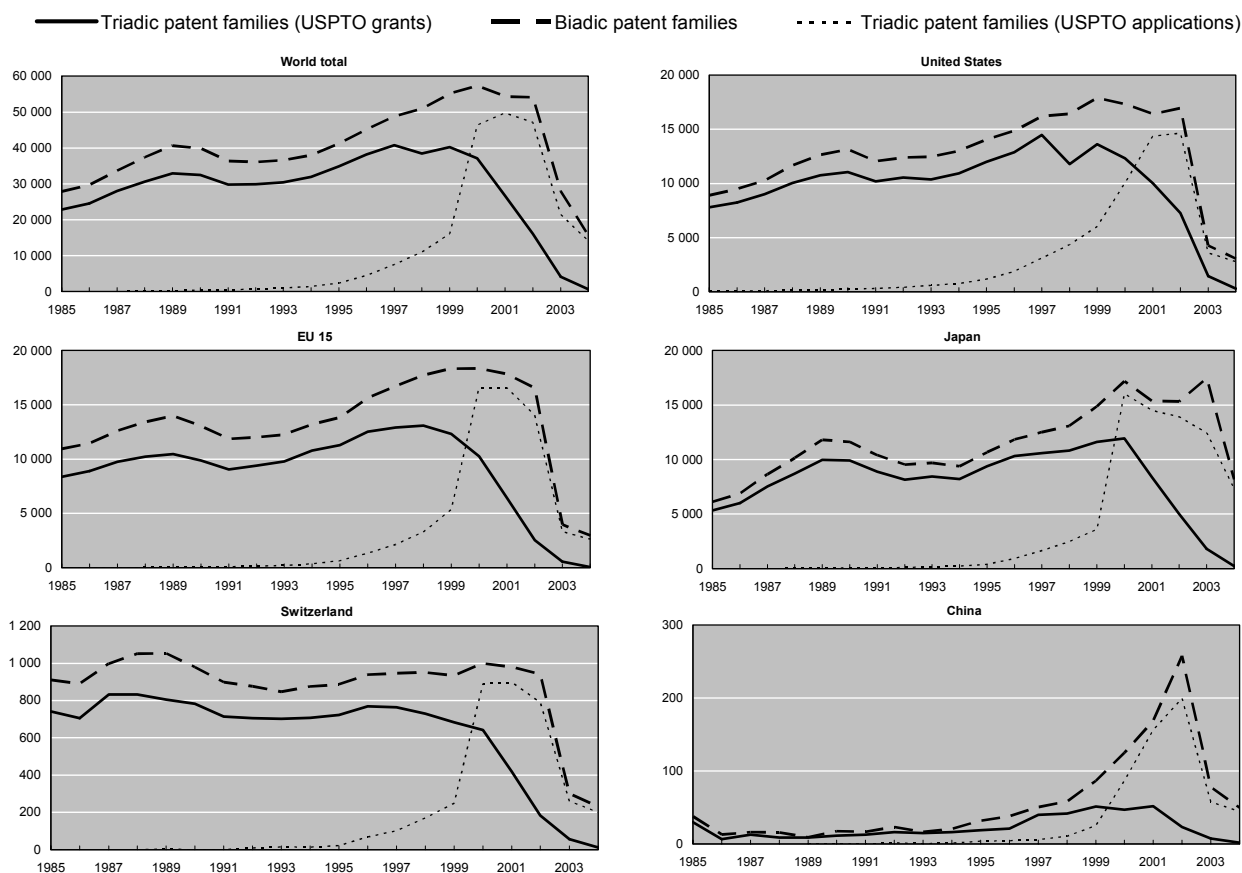 Triadic patent families (USPTO grants) Biadic patent families Triadic patent families (USPTO applications)
World total
60 000
50 000
40 000
30 000
20 000
10 000
0
1985 1987 1989 1991 1993 1995 1997 1999 2001 2003
United States
20 000
15 000
10 000
5 000
0
1985 1987 1989 1991 1993 1995 1997 1999 2001 2003
EU 15
20 000
15 000
10 000
5 000
0
1985 1987 1989 1991 1993 1995 1997 1999 2001 2003
Japan
20 000
15 000
10 000
5 000
0
1985 1987 1989 1991 1993 1995 1997 1999 2001 2003
Switzerland
1 200
1 000
800
600
400
200
0
1985 1987 1989 1991 1993 1995 1997 1999 2001 2003
China
300
200
100
0
1985 1987 1989 1991 1993 1995 1997 1999 2001 2003